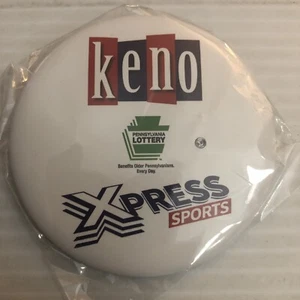 keno
PENNSYLVANIA
LOTTERY
Benefits Older Pennsylvanians.
Every Day.
XPRESS
SPORTS